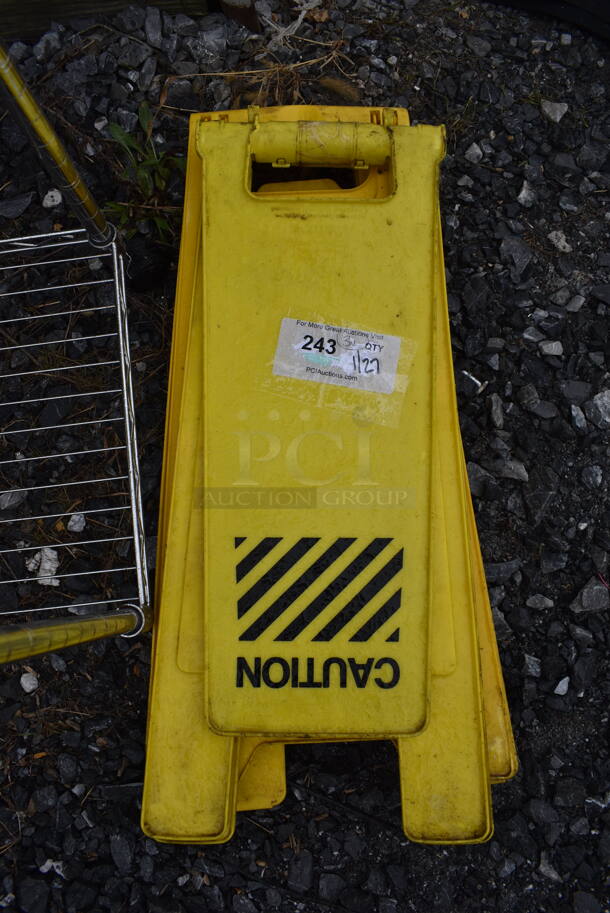 For More Great Auctions Visit
243 QTY
1/27
PCIAuctions.com
PCI
AUCTION GROUP
CAUTION